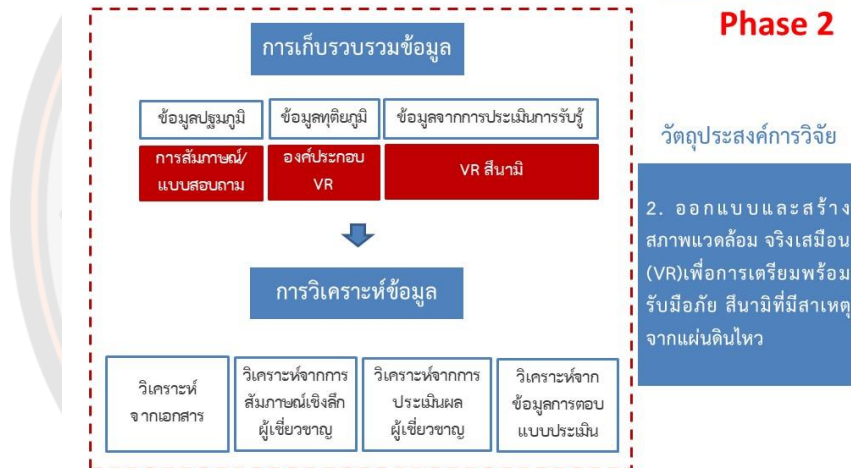 Phase 2
การเก็บรวบรวมข้อมูล
ข้อมูลปฐมภูมิ
ข้อมูลทุติยภูมิ
ข้อมูลจากการประเมินการรับรู้
การสัมภาษณ์/
แบบสอบถาม
องค์ประกอบ
VR
VR สึนามิ
การวิเคราะห์ข้อมูล
วิเคราะห์
จากเอกสาร
วิเคราะห์จากการ
สัมภาษณ์เชิงลึก
ผู้เชี่ยวชาญ
วิเคราะห์จากการ
ประเมินผล
ผู้เชี่ยวชาญ
วิเคราะห์จาก
ข้อมูลการตอบ
แบบประเมิน
วัตถุประสงค์การวิจัย
2. ออกแบบและสร้าง
สภาพแวดล้อม จริงเสมือน
(VR)เพื่อการเตรียมพร้อม
รับมือภัย สึนามิที่มีสาเหตุ
จากแผ่นดินไหว